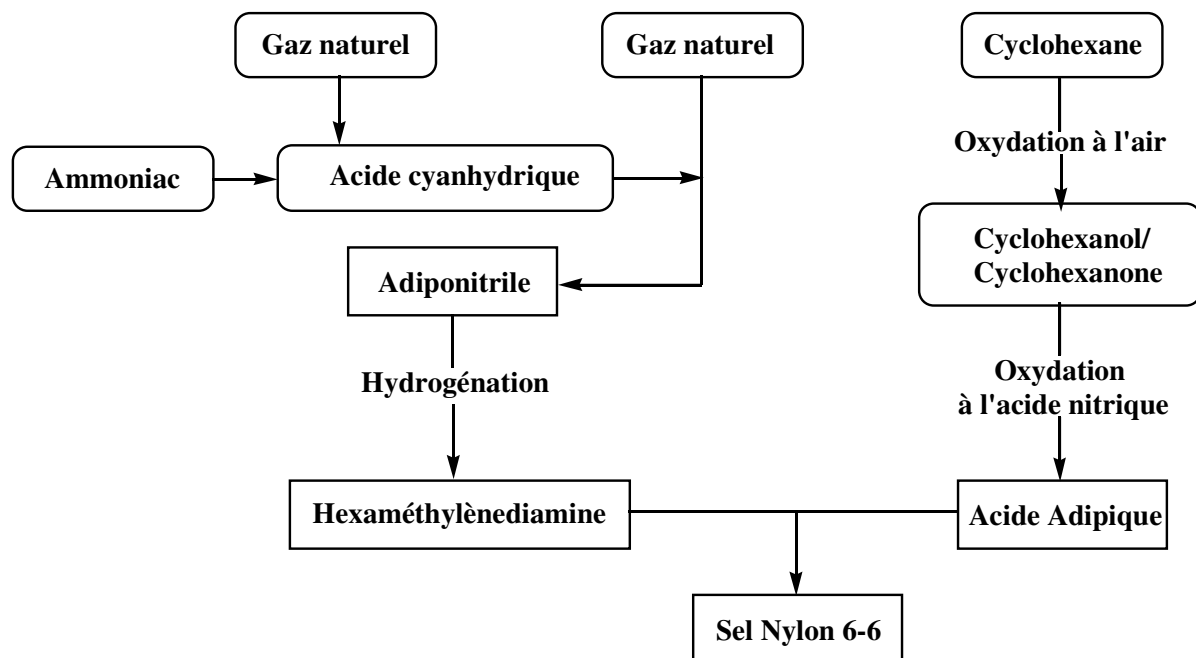 Gaz naturel
Gaz naturel
Cyclohexane
Oxydation à l'air
Ammoniac
Acide cyanhydrique
Cyclohexanol/
Cyclohexanone
Adiponitrile
Hydrogénation
Oxydation
à l'acide nitrique
Hexaméthylènediamine
Acide Adipique
Sel Nylon 6-6